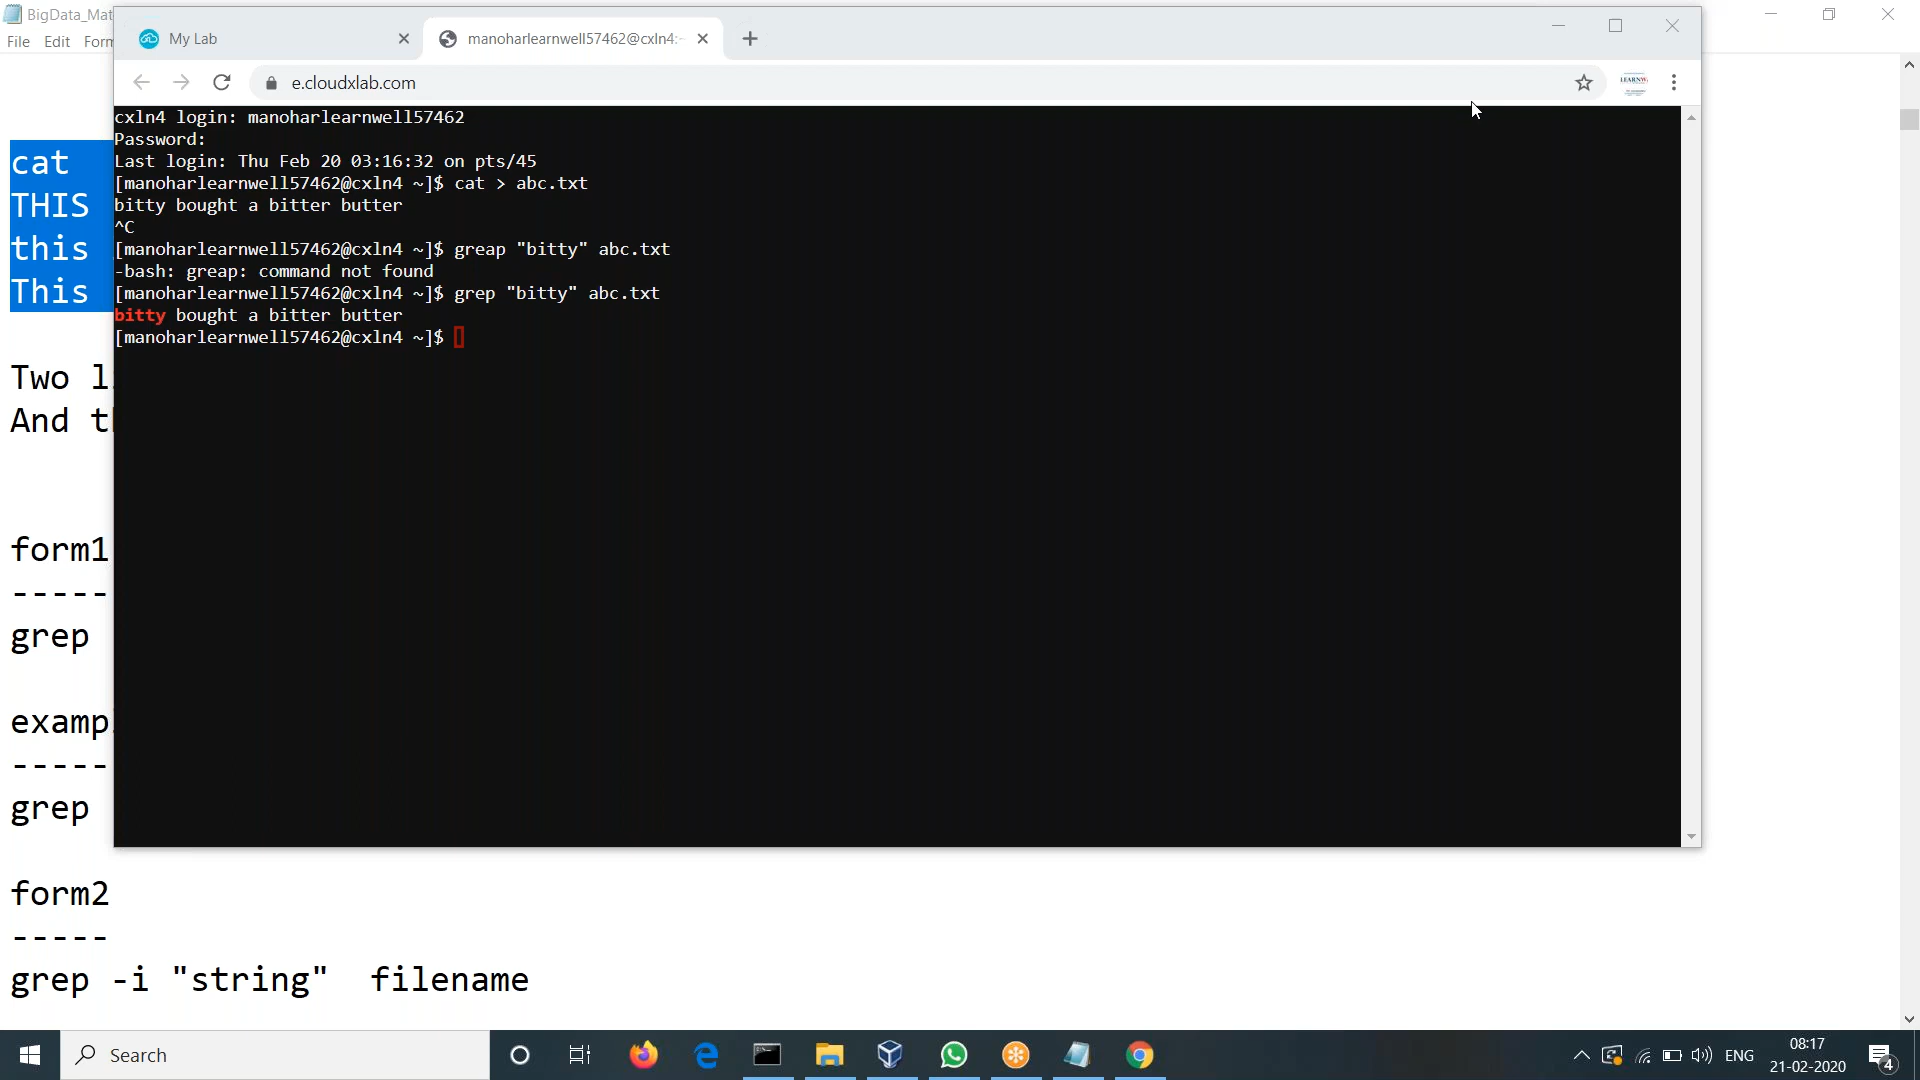 BigData_Mat
File Edit Form
My Lab
manoharlearnwell57462@cxln4:~
e.cloudxlab.com
LEARNW
cxln4 login: manoharlearnwell57462
Password:
Last login: Thu Feb 20 03:16:32 on pts/45
[manoharlearnwell57462@cxln4 ~]$ cat > abc.txt
bitty bought a bitter butter
^C
[manoharlearnwell57462@cxln4 ~]$ greap "bitty" abc.txt
-bash: greap: command not found
[manoharlearnwell57462@cxln4 ~]$ grep "bitty" abc.txt
bitty bought a bitter butter
[manoharlearnwell57462@cxln4 ~]$
cat
THIS
this
This
Two l
And t
form1
-----
grep
examp
-----
grep
form2
-----
grep -i "string"  filename
Search
ENG
08:17
21-02-2020
4